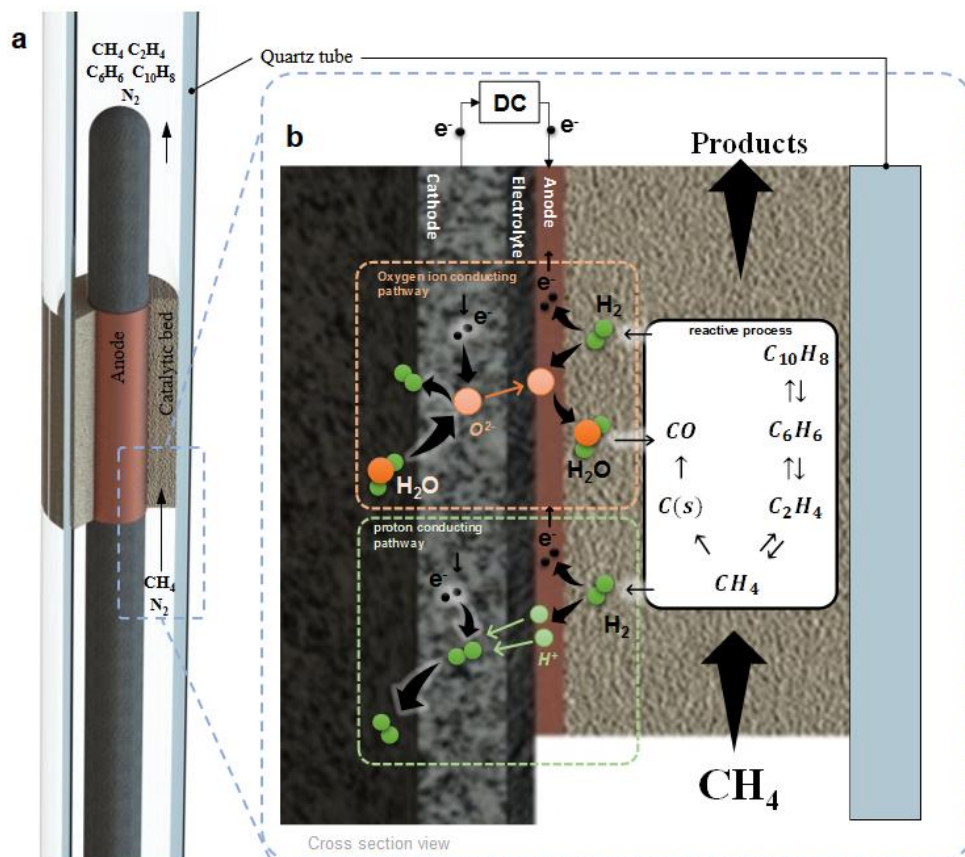 a
CH₄ C₂H₄
C₆H₆ C₁₀H₈
N₂
Quartz tube
Anode
Catalytic bed
CH₄
N₂
b
DC
e⁻
e⁻
Products
Cathode
Electrolyte
Anode
Oxygen ion conducting
pathway
e⁻
e⁻
H₂
O²⁻
H₂O
H₂O
reactive process
C₁₀H₈
↑↓
CO
C₆H₆
↑
↑↓
C(s)
C₂H₄
CH₄
proton conducting
pathway
e⁻
e⁻
H₂
H⁺
CH₄
Cross section view